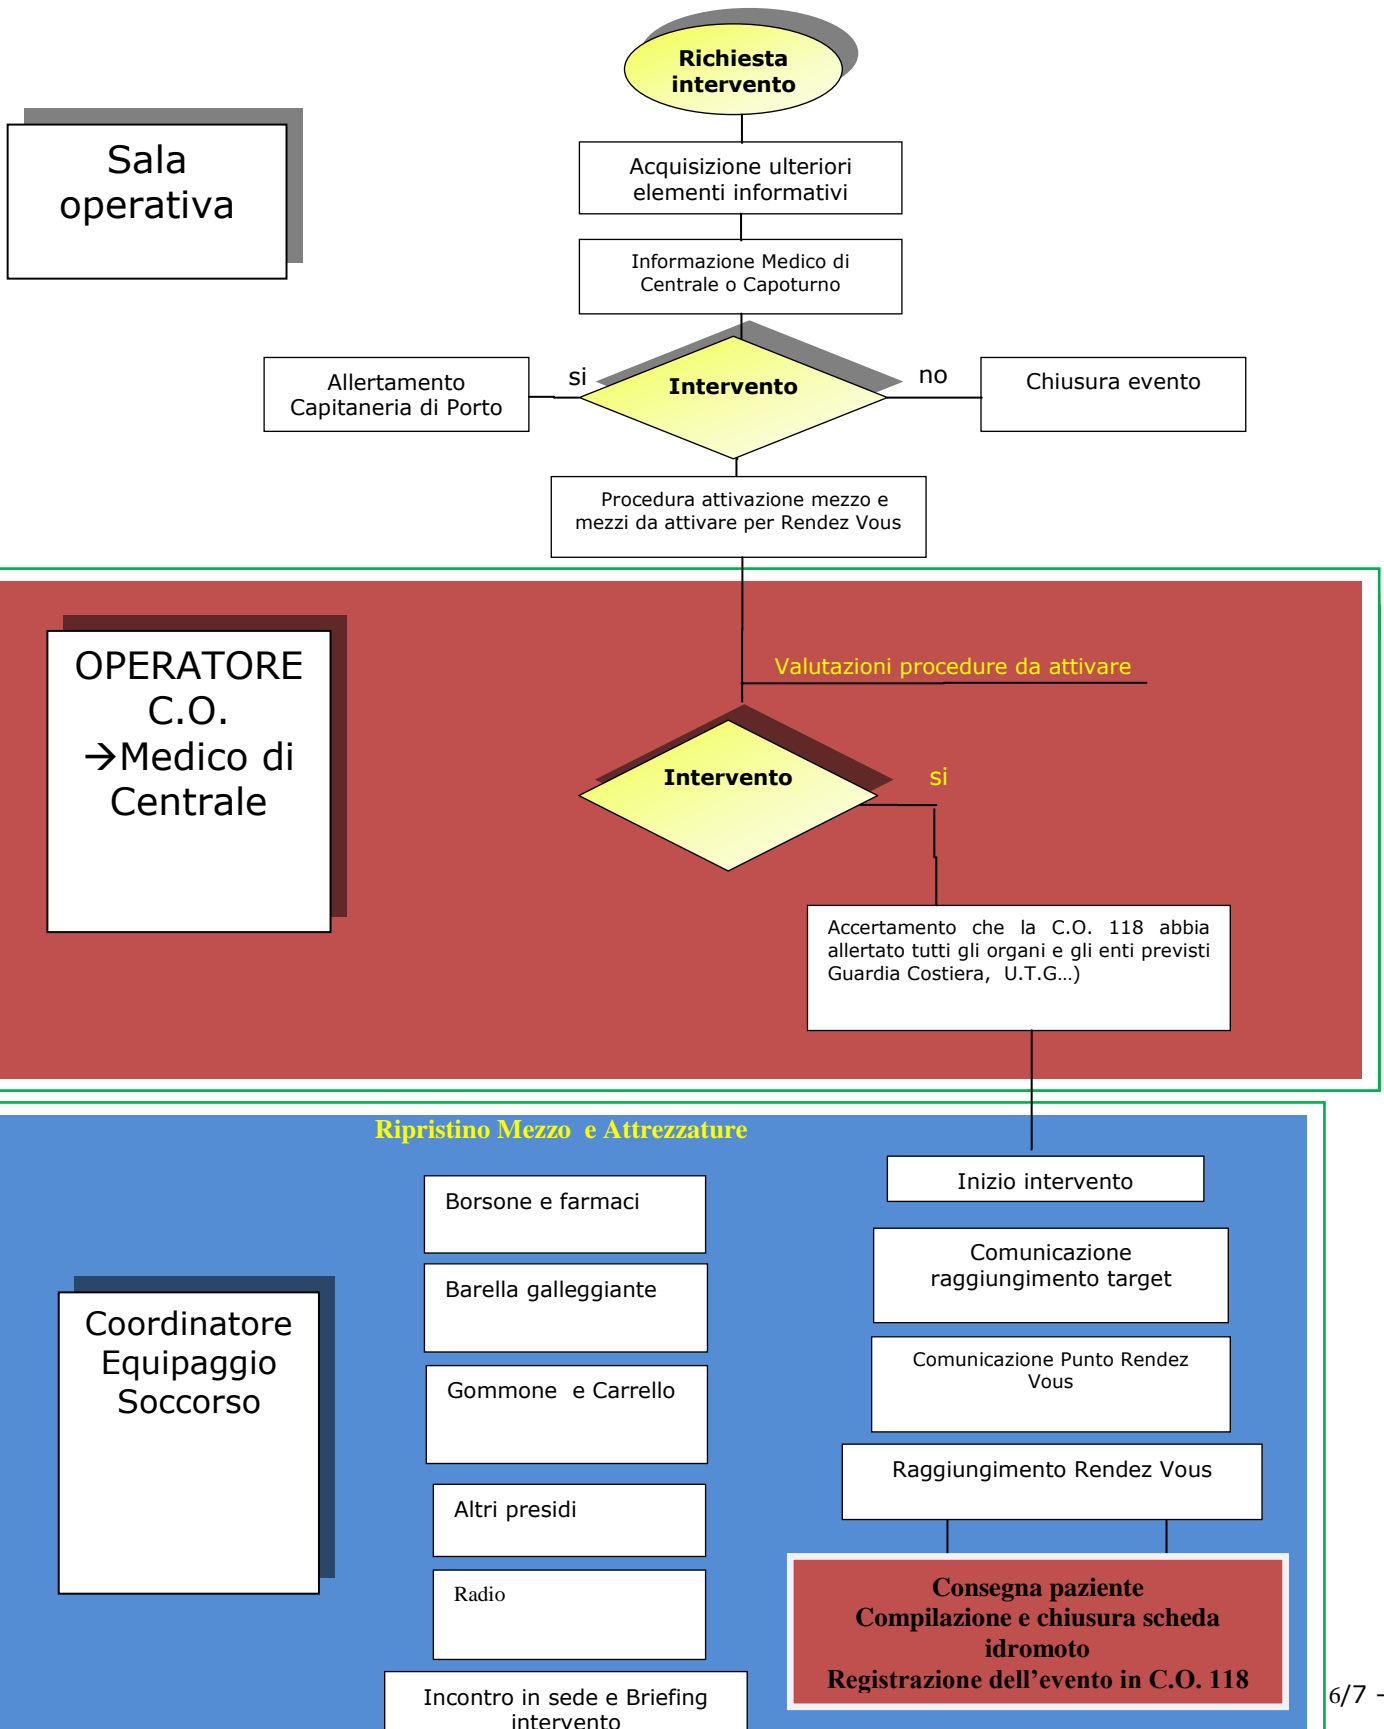 Richiesta
intervento
Sala
operativa
Acquisizione ulteriori
elementi informativi
Informazione Medico di
Centrale o Capoturno
Allertamento
Capitaneria di Porto
si
Intervento
no
Chiusura evento
Procedura attivazione mezzo e
mezzi da attivare per Rendez Vous
OPERATORE
C.O.
→Medico di
Centrale
Valutazioni procedure da attivare
Intervento
si
Accertamento che la C.O. 118 abbia
allertato tutti gli organi e gli enti previsti
Guardia Costiera, U.T.G…)
Ripristino Mezzo e Attrezzature
Coordinatore
Equipaggio
Soccorso
Borsone e farmaci
Barella galleggiante
Gommone e Carrello
Altri presidi
Radio
Incontro in sede e Briefing
intervento
Inizio intervento
Comunicazione
raggiungimento target
Comunicazione Punto Rendez
Vous
Raggiungimento Rendez Vous
Consegna paziente
Compilazione e chiusura scheda
idromoto
Registrazione dell’evento in C.O. 118
6/7 -